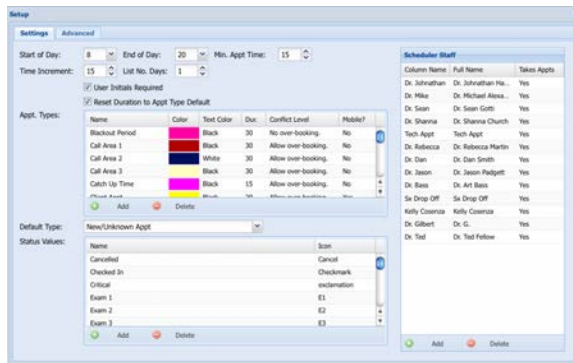 Setup
Settings Advanced
Start of Day: 8 End of Day: 20 Min. Appt Time: 15
Time Increment: 15 List No. Days: 1
User Initials Required
Reset Duration to Appt Type Default
Appt. Types:
Name Color Text Color Dur. Conflict Level Mobile?
Blackout Period Black 30 No over-booking. No
Call Area 1 Black 30 Allow over-booking. No
Call Area 2 White 30 Allow over-booking. No
Call Area 3 Black 30 Allow over-booking. No
Catch Up Time Black 15 Allow over-booking. No
Add Delete
Default Type: New/Unknown Appt
Status Values:
Name Icon
Cancelled Cancel
Checked In Checkmark
Critical exclamation
Exam 1 E1
Exam 2 E2
Exam 3 E3
Add Delete
Scheduler Staff
Column Name Full Name Takes Appts
Dr. Johnathan Dr. Johnathan Ha... Yes
Dr. Mike Dr. Michael Alexa... Yes
Dr. Sean Dr. Sean Gotti Yes
Dr. Shanna Dr. Shanna Church Yes
Tech Appt Tech Appt Yes
Dr. Rebecca Dr. Rebecca Martin Yes
Dr. Dan Dr. Dan Smith Yes
Dr. Jason Dr. Jason Padgett Yes
Dr. Bass Dr. Art Bass Yes
Sx Drop Off Sx Drop Off Yes
Kelly Cosenza Kelly Cosenza Yes
Dr. Gilbert Dr. G. Yes
Dr. Ted Dr. Ted Fellow Yes
Add Delete